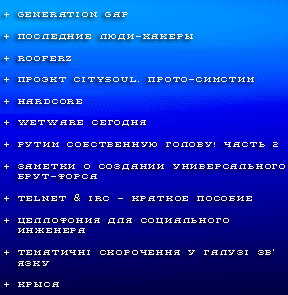 + GENERATION GAP
+ ПОСЛЕДНИЕ ЛЮДИ-ХАКЕРЫ
+ ROOFERZ
+ ПРОЭКТ CITYSOUL. ПРОТО-СИМСТИМ
+ HARDCORE
+ WETWARE СЕГОДНЯ
+ РУТИМ СОБСТВЕННУЮ ГОЛОВУ! ЧАСТЬ 2
+ ЗАМЕТКИ О СОЗДАНИИ УНИВЕРСАЛЬНОГО
БРУТ-ФОРСА
+ TELNET & IRC - КРАТКОЕ ПОСОБИЕ
+ ЦЕЛЛОФОНИЯ ДЛЯ СОЦИАЛЬНОГО
ИНЖЕНЕРА
+ ТЕМАТИЧНІ СКОРОЧЕННЯ У ГАЛУЗІ ЗВ'
ЯЗКУ
+ КРЫСА